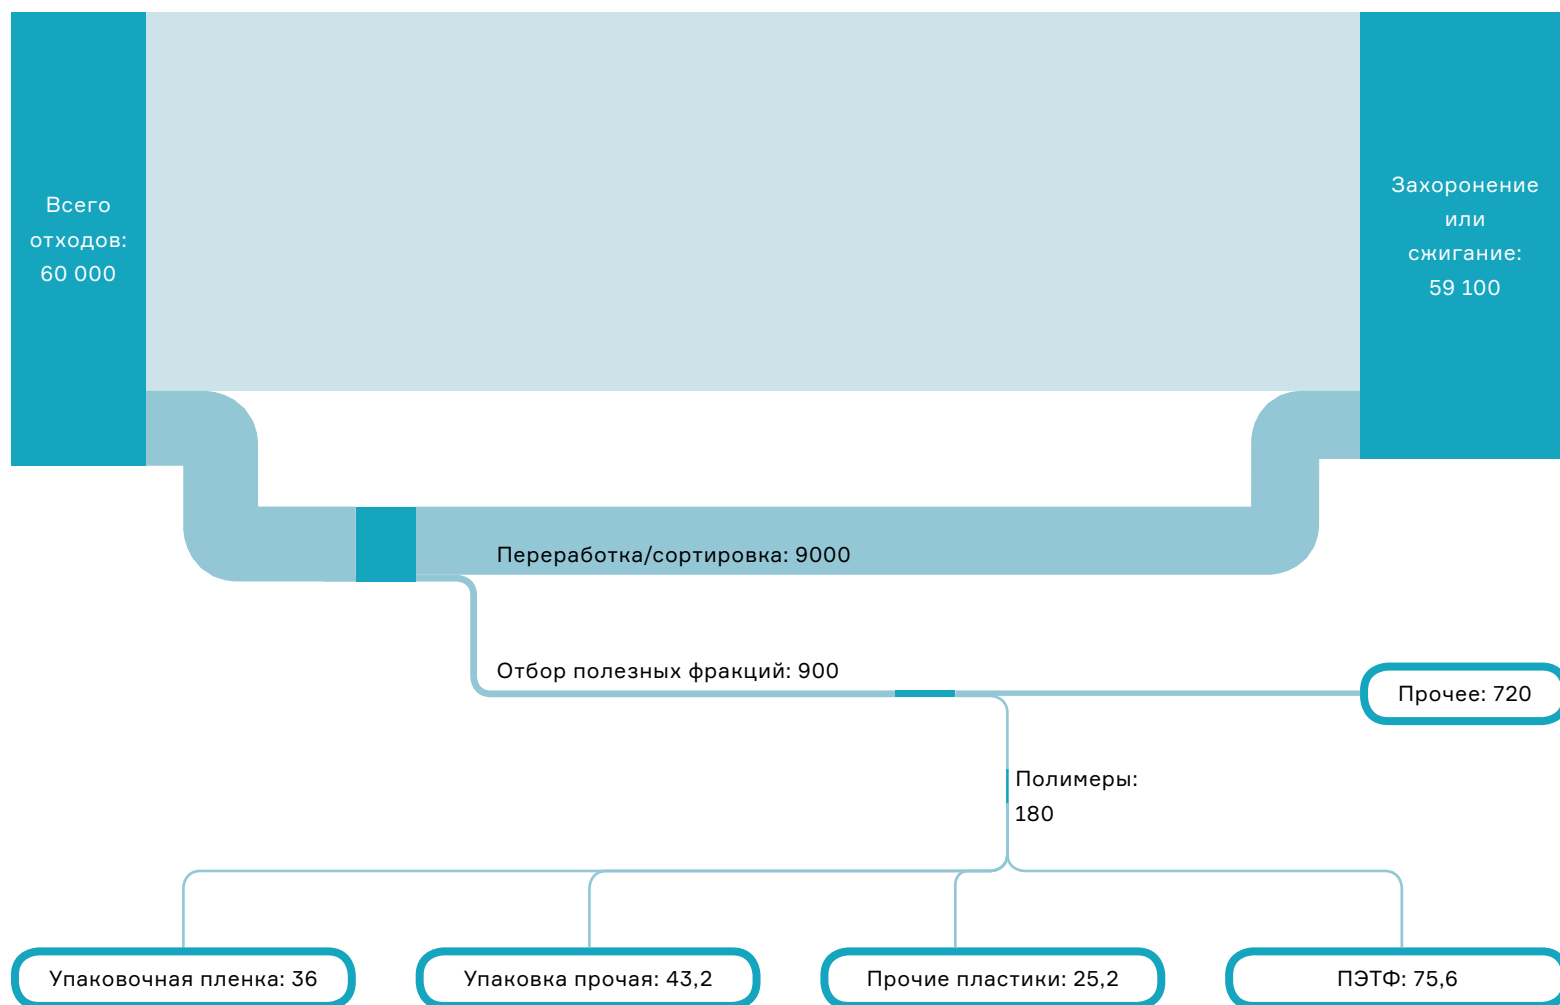 Всего
отходов:
60 000
Захоронение
или
сжигание:
59 100
Переработка/сортировка: 9000
Отбор полезных фракций: 900
Прочее: 720
Полимеры:
180
Упаковочная пленка: 36
Упаковка прочая: 43,2
Прочие пластики: 25,2
ПЭТФ: 75,6